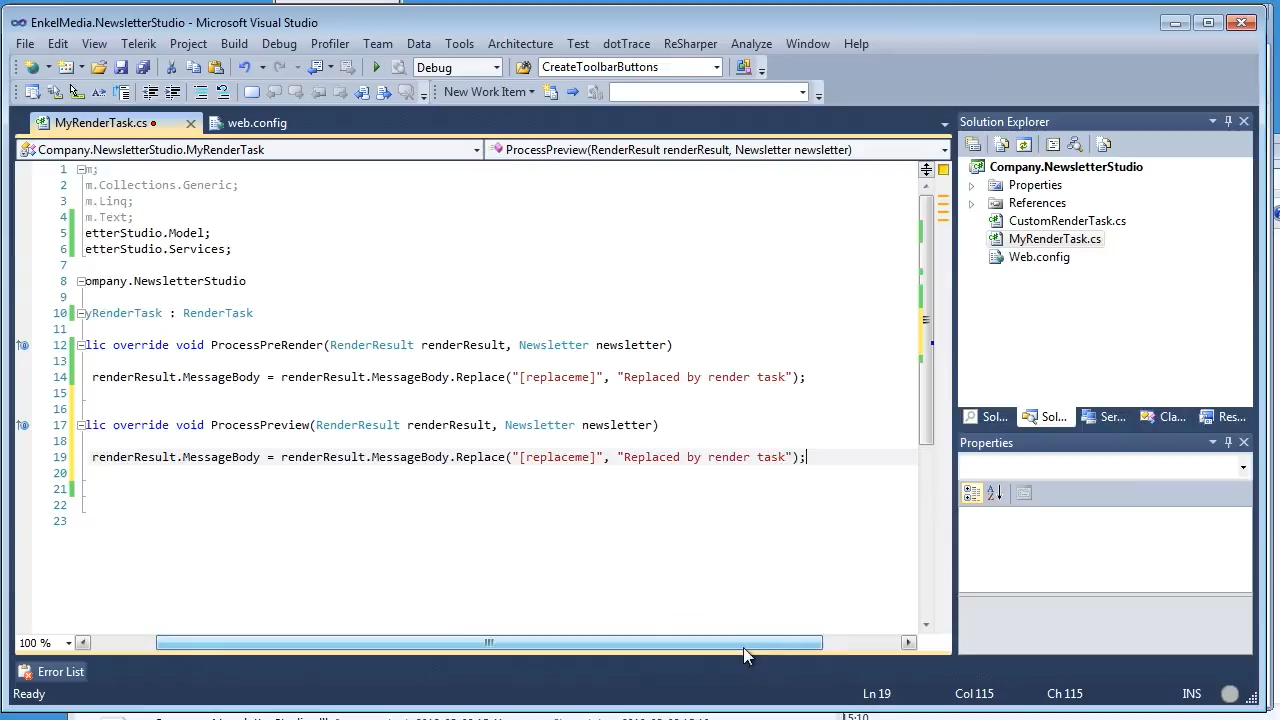 EnkelMedia.NewsletterStudio - Microsoft Visual Studio
File Edit View Telerik Project Build Debug Profiler Team Data Tools Architecture Test dotTrace ReSharper Analyze Window Help
Debug CreateToolbarButtons
New Work Item
MyRenderTask.cs web.config
Company.NewsletterStudio.MyRenderTask ProcessPreview(RenderResult renderResult, Newsletter newsletter)
1 m;
2 m.Collections.Generic;
3 m.Linq;
4 m.Text;
5 etterStudio.Model;
6 etterStudio.Services;
7
8 ompany.NewsletterStudio
9
10 yRenderTask : RenderTask
11
12 lic override void ProcessPreRender(RenderResult renderResult, Newsletter newsletter)
13
14 renderResult.MessageBody = renderResult.MessageBody.Replace("[replaceme]", "Replaced by render task");
15
16
17 lic override void ProcessPreview(RenderResult renderResult, Newsletter newsletter)
18
19 renderResult.MessageBody = renderResult.MessageBody.Replace("[replaceme]", "Replaced by render task");
20
21
22
23
100 %
Solution Explorer
Company.NewsletterStudio
Properties
References
CustomRenderTask.cs
MyRenderTask.cs
Web.config
Sol... Sol... Ser... Cla... Res...
Properties
Error List
Ready Ln 19 Col 115 Ch 115 INS